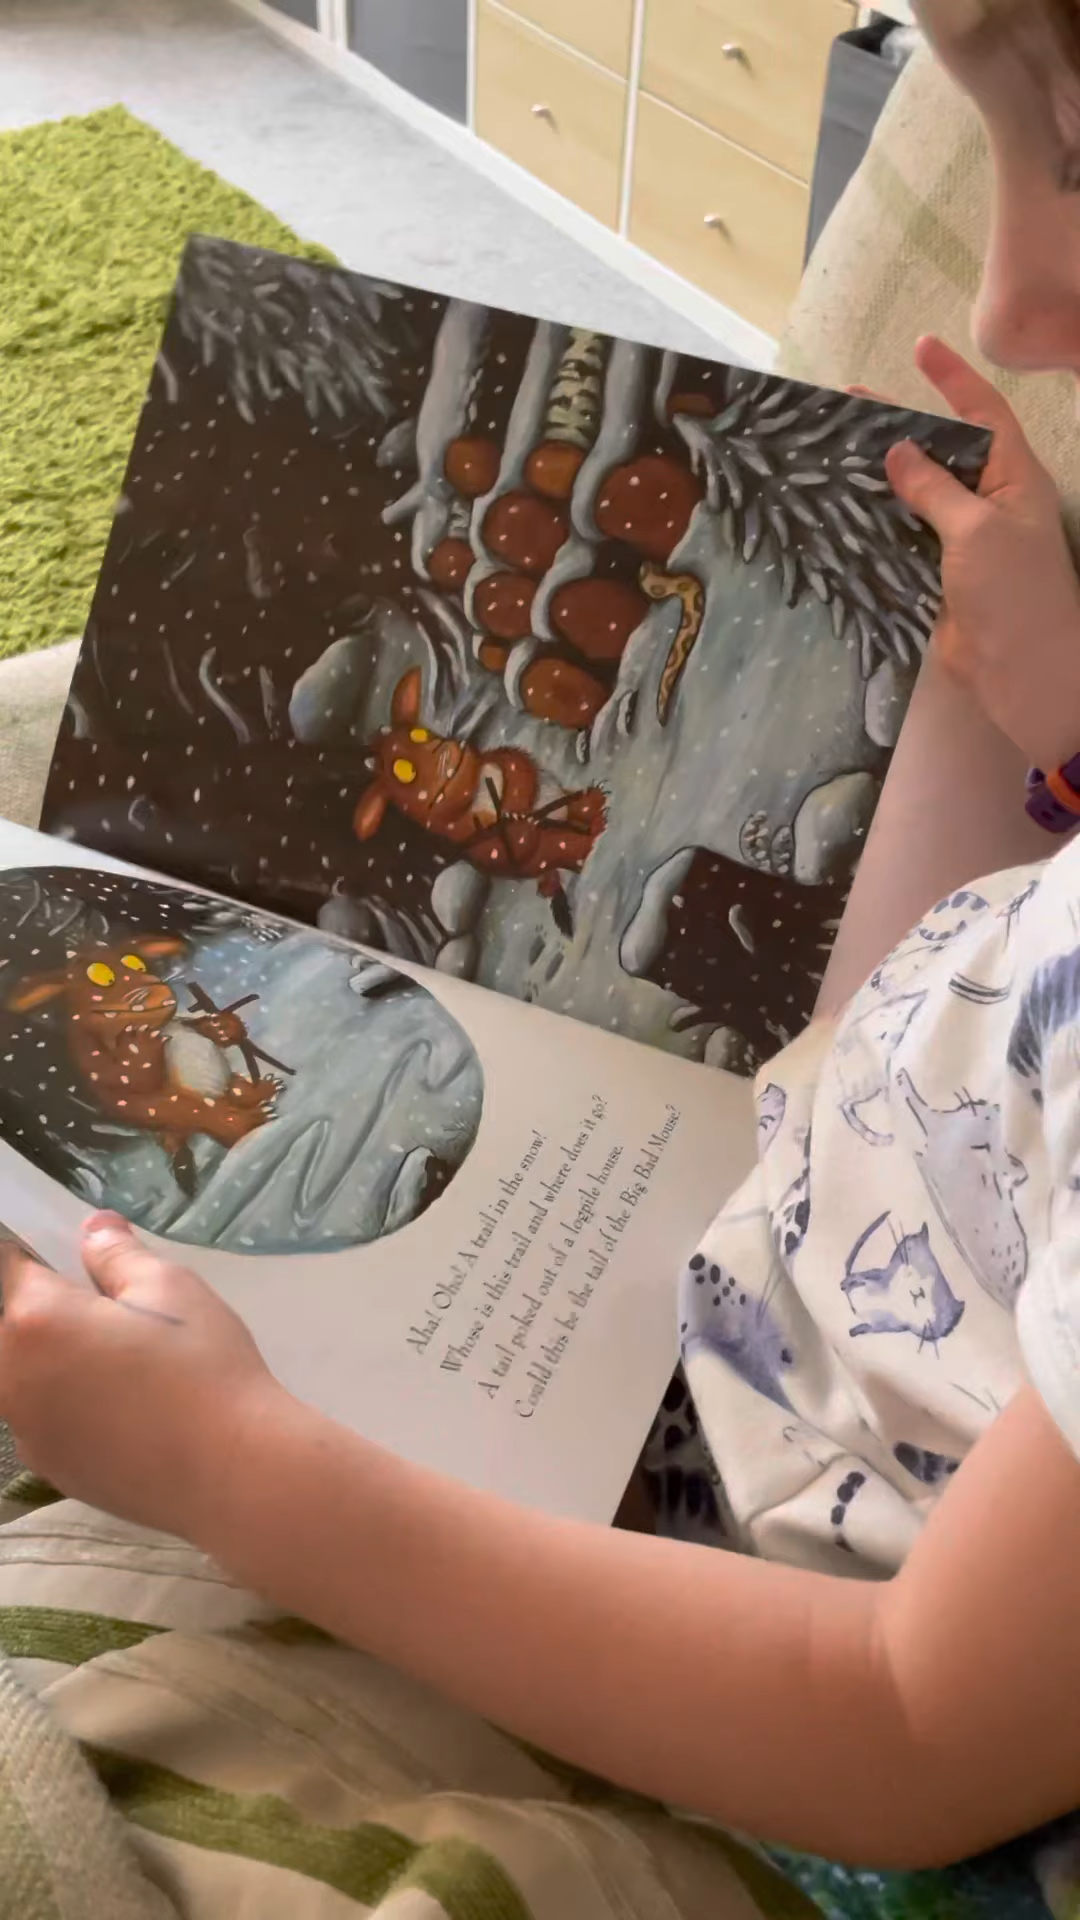 Aha! Oho! A trail in the snow!
Whose is this trail and where does it go?
A tail poked out of a logpile house.
Could this be the tail of the Big Bad Mouse?